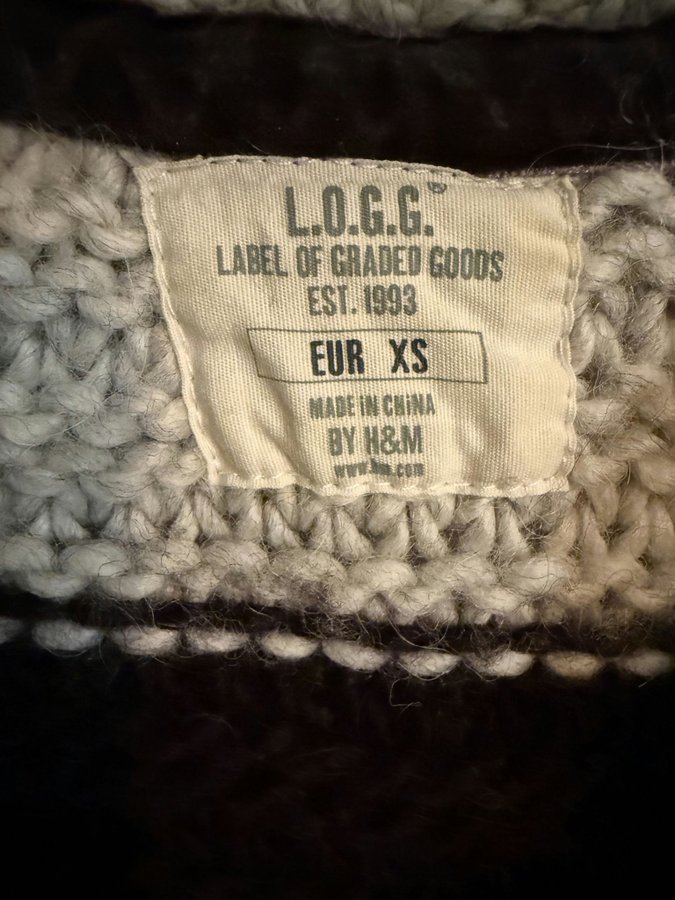 L.O.G.G.®
LABEL OF GRADED GOODS
EST. 1993
EUR XS
MADE IN CHINA
BY H&M
www.hm.com